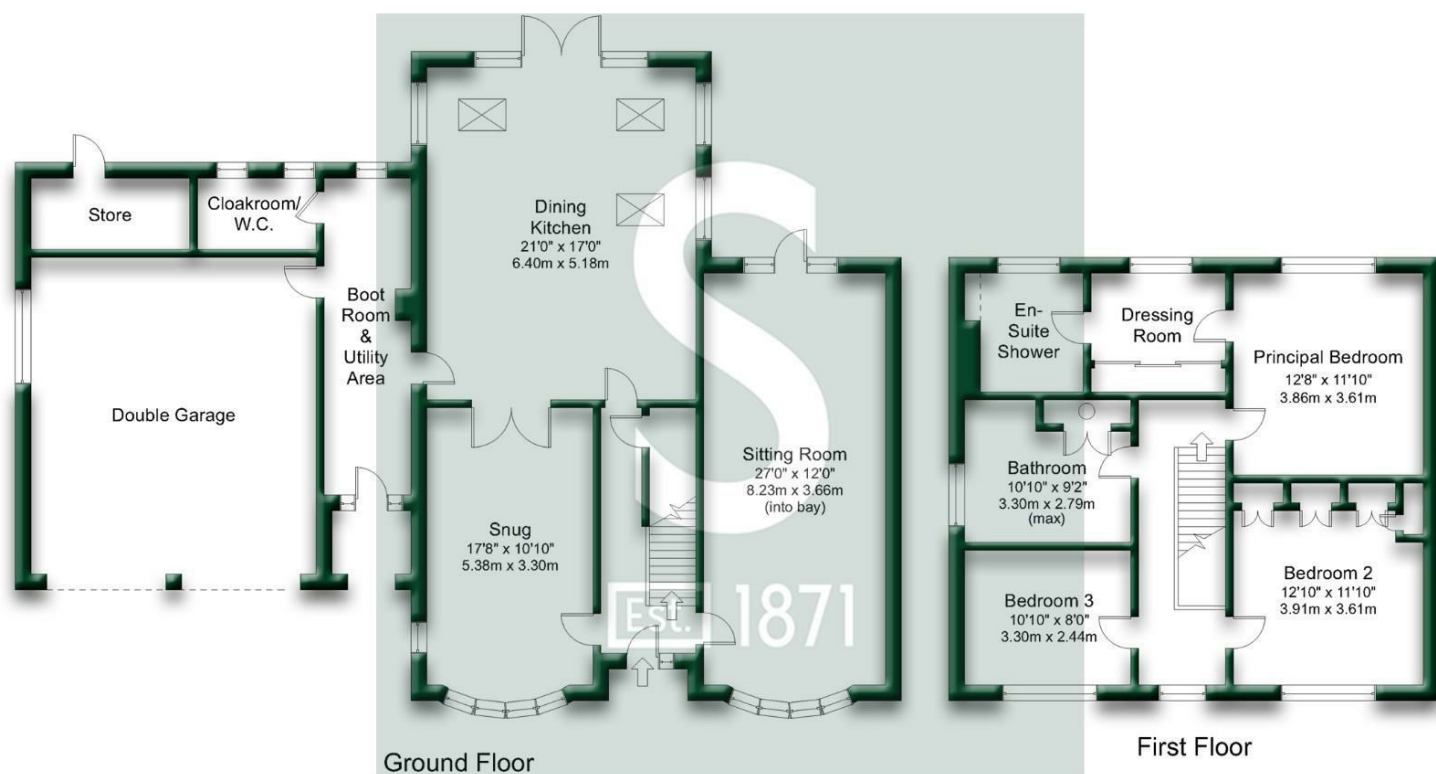 Store
Cloakroom/
W.C.
Boot
Room
&
Utility
Area
Double Garage
Dining
Kitchen
21'0" x 17'0"
6.40m x 5.18m
Snug
17'8" x 10'10"
5.38m x 3.30m
Sitting Room
27'0" x 12'0"
8.23m x 3.66m
(into bay)
S
Est. 1871
Ground Floor
En-
Suite
Shower
Dressing
Room
Principal Bedroom
12'8" x 11'10"
3.86m x 3.61m
Bathroom
10'10" x 9'2"
3.30m x 2.79m
(max)
Bedroom 3
10'10" x 8'0"
3.30m x 2.44m
Bedroom 2
12'10" x 11'10"
3.91m x 3.61m
First Floor